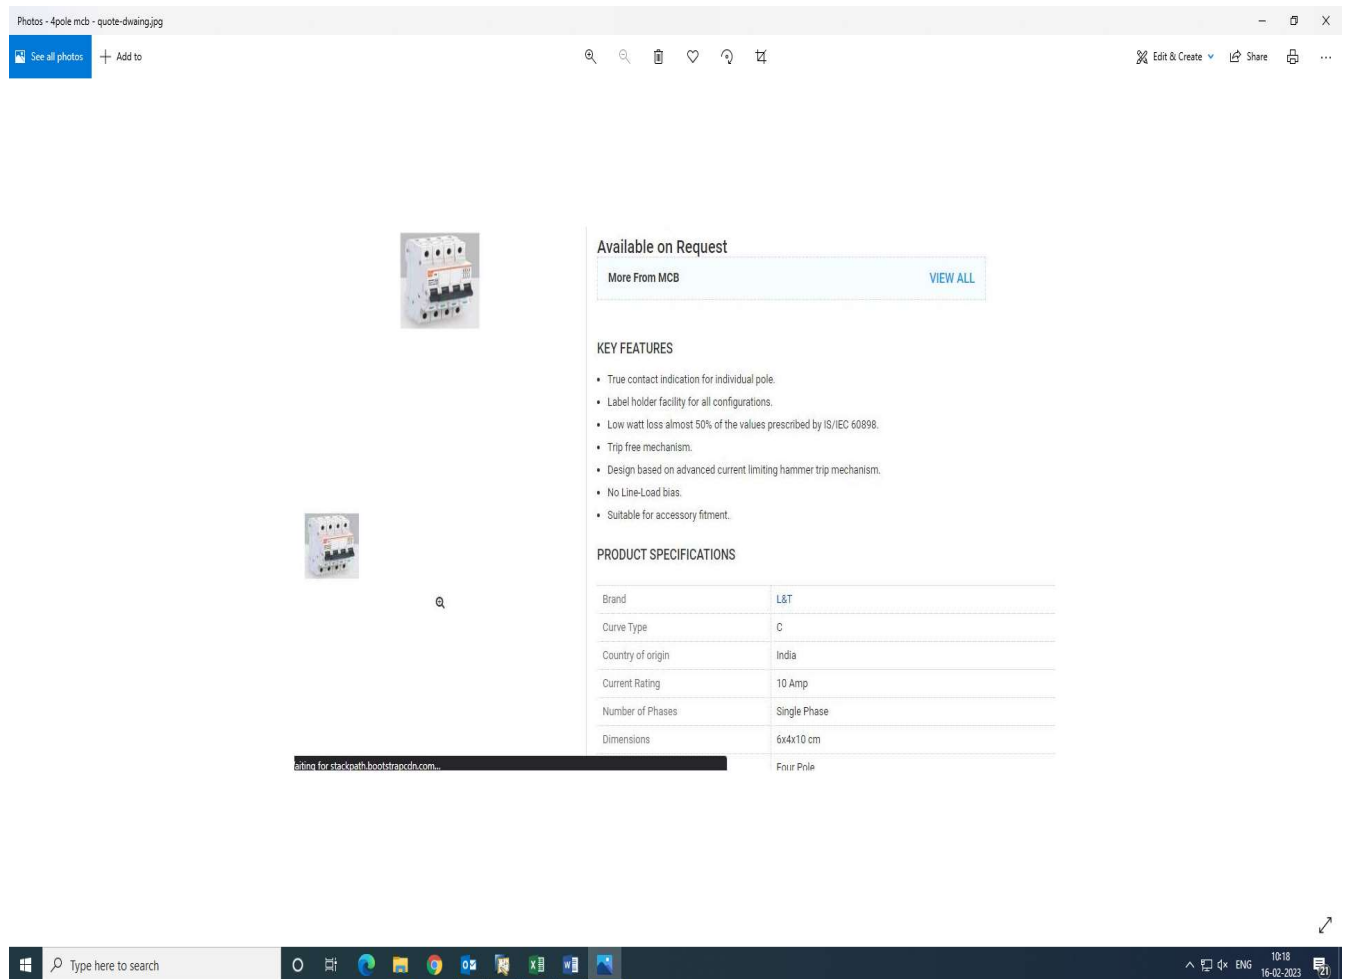 Photos - 4pole mcb - quote-dwaing.jpg
See all photos
Add to
Edit & Create
Share
Available on Request
More From MCB
VIEW ALL
KEY FEATURES
True contact indication for individual pole.
Label holder facility for all configurations.
Low watt loss almost 50% of the values prescribed by IS/IEC 60898.
Trip free mechanism.
Design based on advanced current limiting hammer trip mechanism.
No Line-Load bias.
Suitable for accessory fitment.
PRODUCT SPECIFICATIONS
Brand L&T
Curve Type C
Country of origin India
Current Rating 10 Amp
Number of Phases Single Phase
Dimensions 6x4x10 cm
aiting for stackpath.bootstrapcdn.com...
Four Pole
Type here to search
ENG
10:18
16-02-2023
21